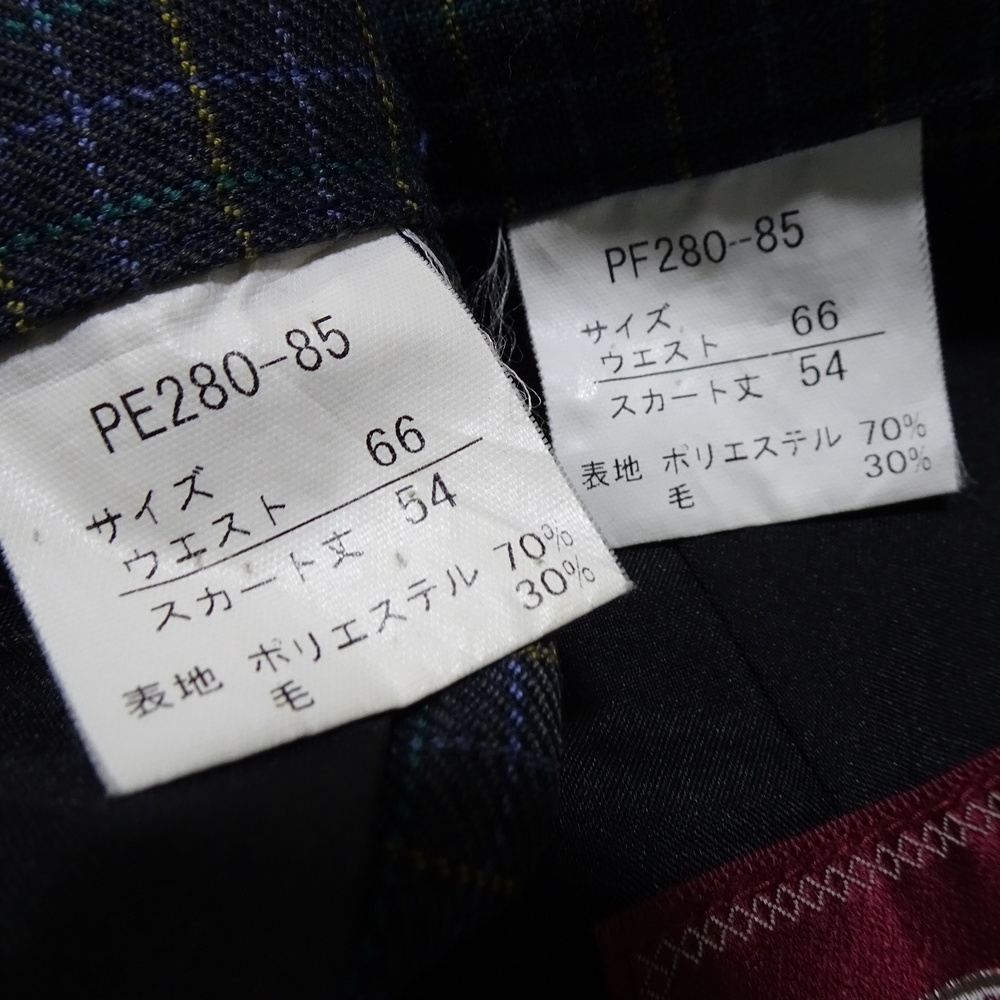 PE280-85
サイズ
ウエスト 66
スカート丈 54
表地 ポリエステル 70%
毛 30%
PF280-85
サイズ
ウエスト 66
スカート丈 54
表地 ポリエステル 70%
毛 30%